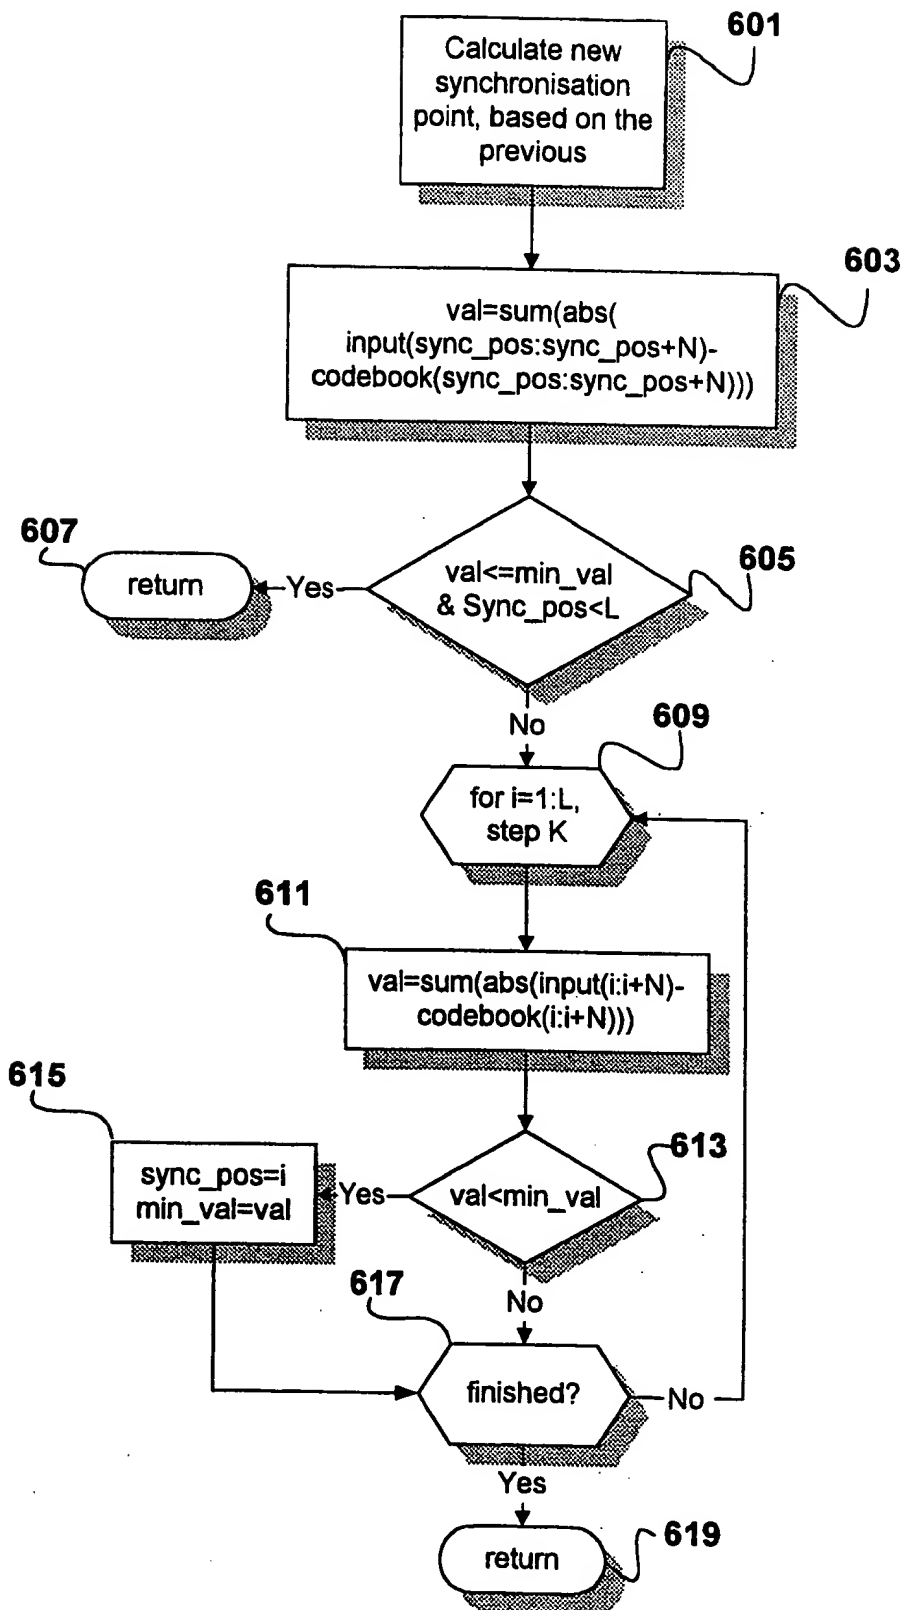 601
Calculate new
synchronisation
point, based on the
previous
603
val=sum(abs(
input(sync_pos:sync_pos+N)-
codebook(sync_pos:sync_pos+N)))
607
return
Yes
val<=min_val
& Sync_pos<L
605
No
609
for i=1:L,
step K
611
val=sum(abs(input(i:i+N)-
codebook(i:i+N)))
615
sync_pos=i
min_val=val
Yes
val<min_val
613
No
617
finished?
No
Yes
return
619